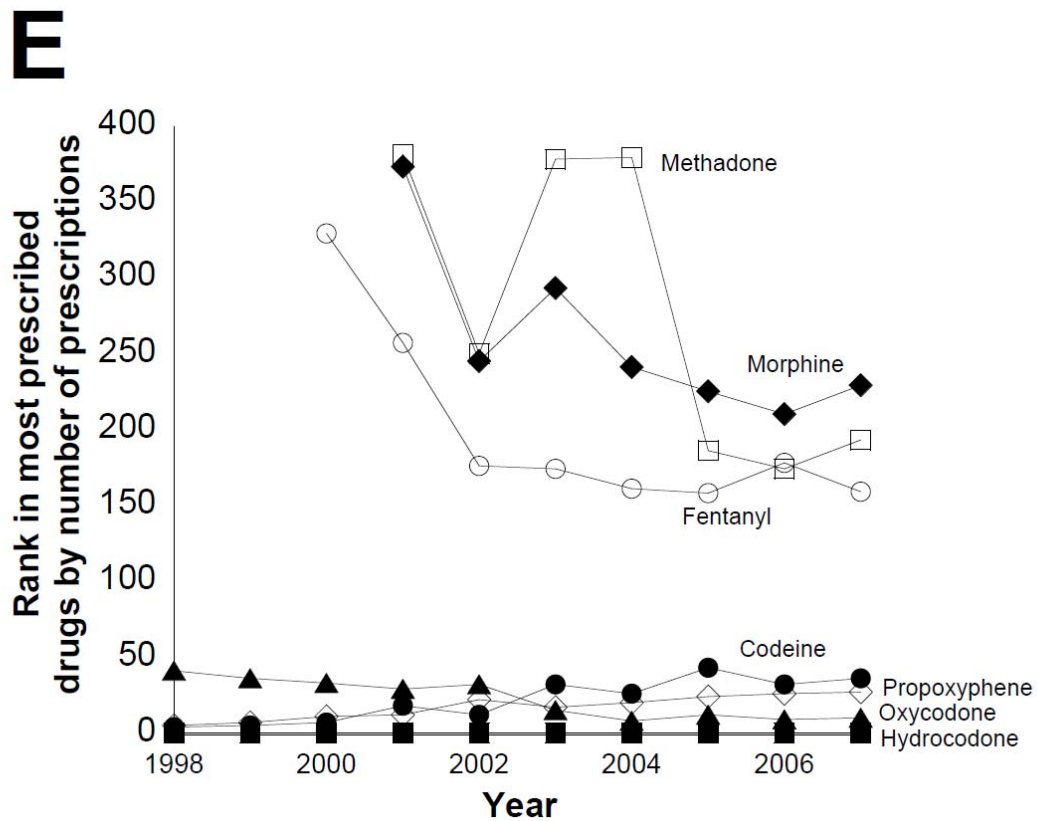 E
Rank in most prescribed
drugs by number of prescriptions
400
350
300
250
200
150
100
50
0
Methadone
Morphine
Fentanyl
Codeine
Propoxyphene
Oxycodone
Hydrocodone
1998 2000 2002 2004 2006
Year